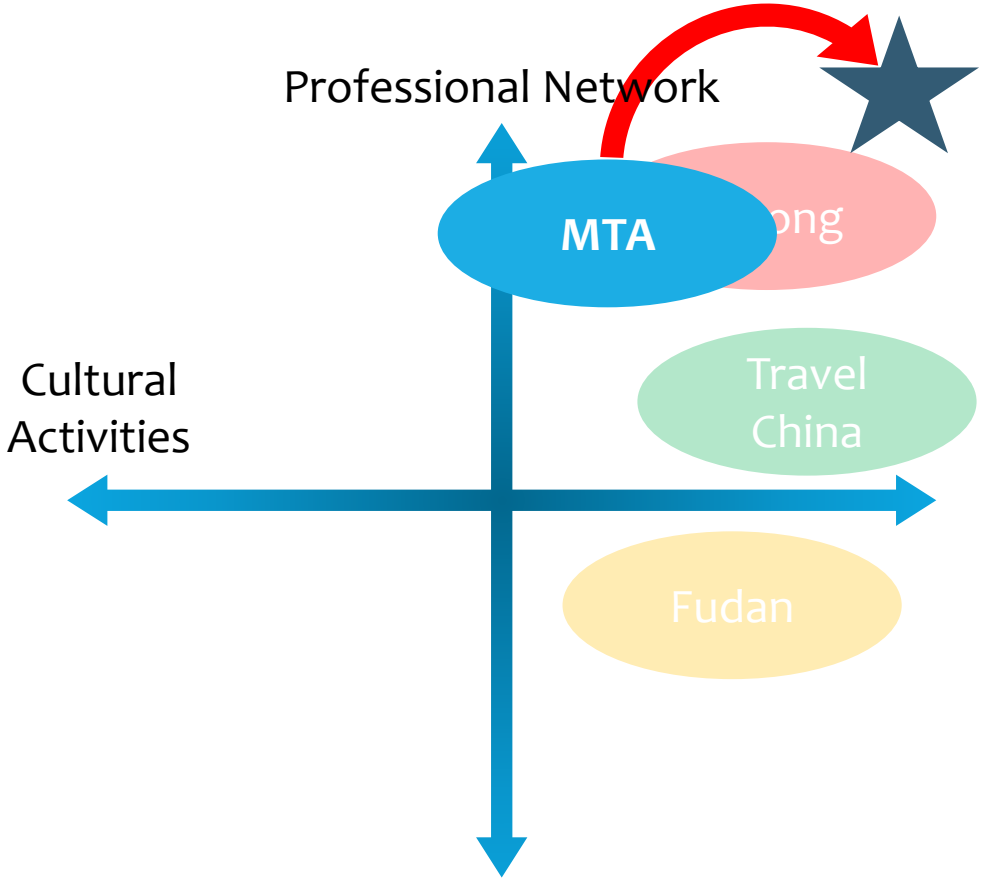 Professional Network
MTA
ong
Travel
China
Cultural
Activities
Fudan